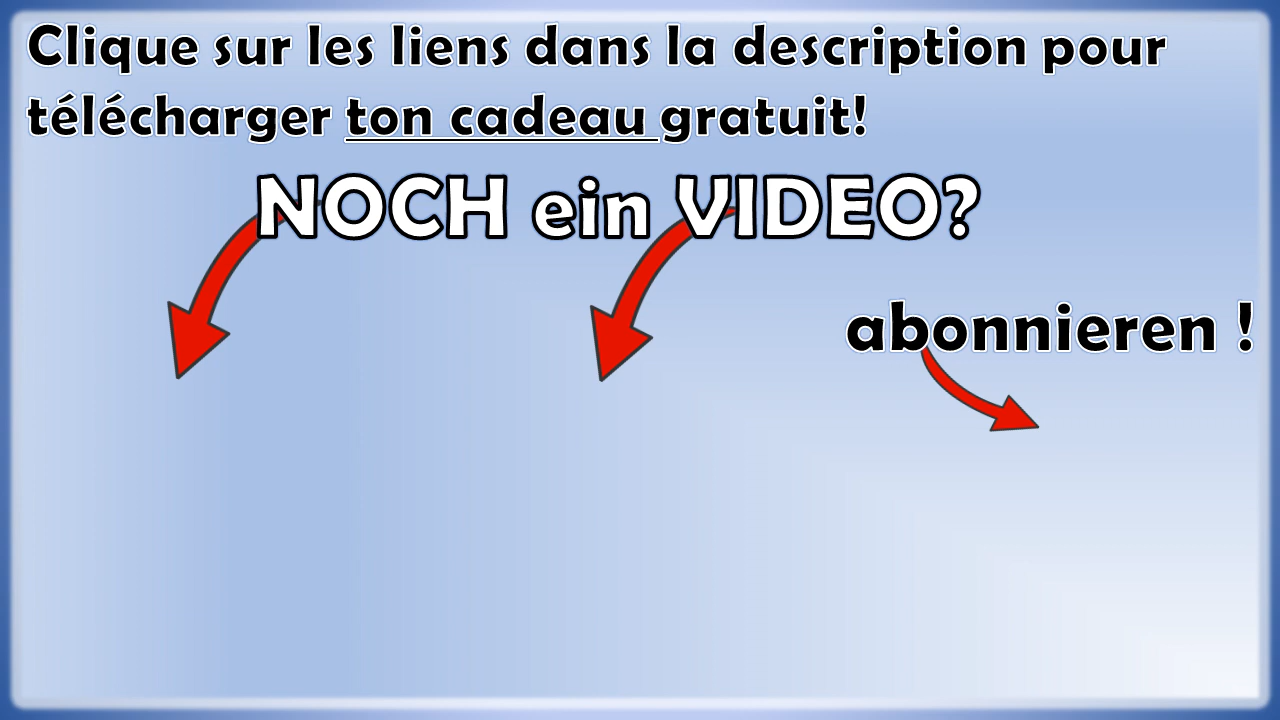 Clique sur les liens dans la description pour
télécharger ton cadeau gratuit!
NOCH ein VIDEO?
abonnieren !